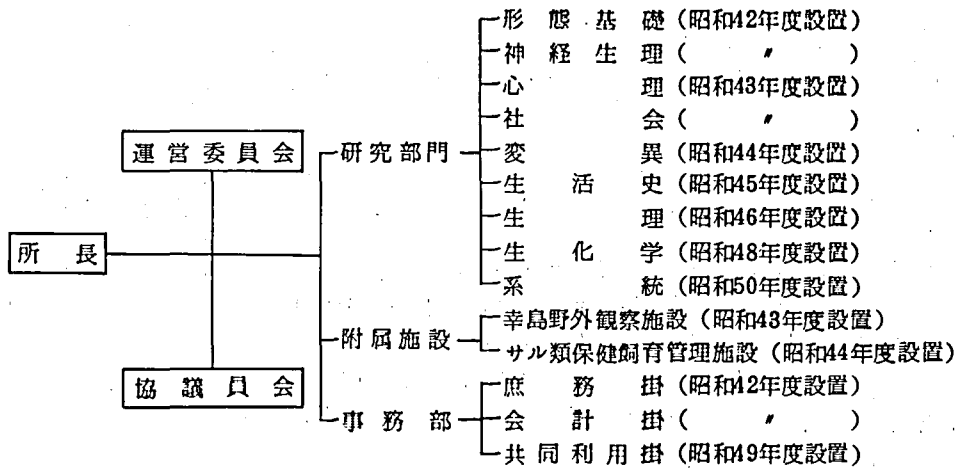 形態基礎（昭和42年度設置）
神経生理（〃）
心理（昭和43年度設置）
社会（〃）
運営委員会
研究部門
変異（昭和44年度設置）
生活史（昭和45年度設置）
生理（昭和46年度設置）
所長
生化学（昭和48年度設置）
系統（昭和50年度設置）
附属施設
幸島野外観察施設（昭和43年度設置）
サル類保健飼育管理施設（昭和44年度設置）
協議員会
事務部
庶務掛（昭和42年度設置）
会計掛（〃）
共同利用掛（昭和49年度設置）